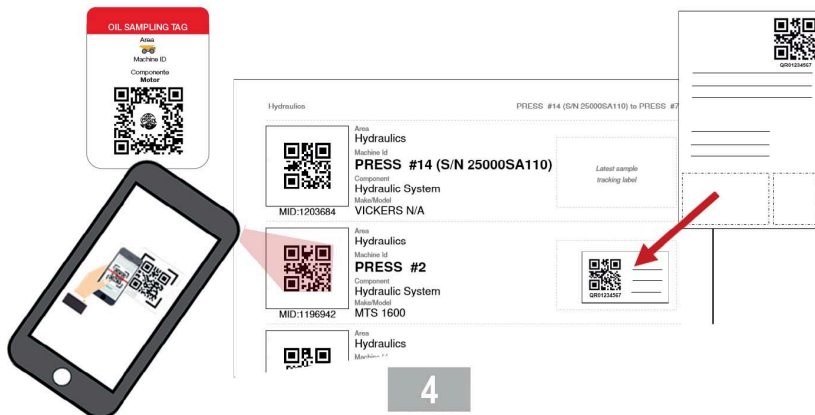 OIL SAMPLING TAG
Area
Machine ID
Componente
Motor
Hydraulics
PRESS #14 (S/N 25000SA110) to PRESS #7
QR01234567
MID:1203684
Area
Hydraulics
Machine Id
PRESS #14 (S/N 25000SA110)
Component
Hydraulic System
Make/Model
VICKERS N/A
Latest sample
tracking label
MID:1196942
Area
Hydraulics
Machine Id
PRESS #2
Component
Hydraulic System
Make/Model
MTS 1600
QR01234567
Area
Hydraulics
4